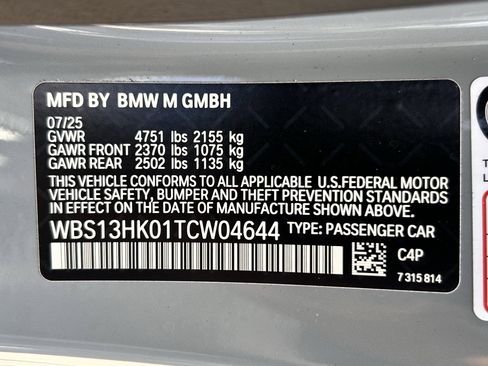 MFD BY BMW M GMBH
07/25
GVWR 4751 lbs 2155 kg
GAWR FRONT 2370 lbs 1075 kg
GAWR REAR 2502 lbs 1135 kg
THIS VEHICLE CONFORMS TO ALL APPLICABLE U.S.FEDERAL MOTOR
VEHICLE SAFETY, BUMPER AND THEFT PREVENTION STANDARDS
IN EFFECT ON THE DATE OF MANUFACTURE SHOWN ABOVE.
WBS13HK01TCW04644 TYPE: PASSENGER CAR
C4P
7 315 814